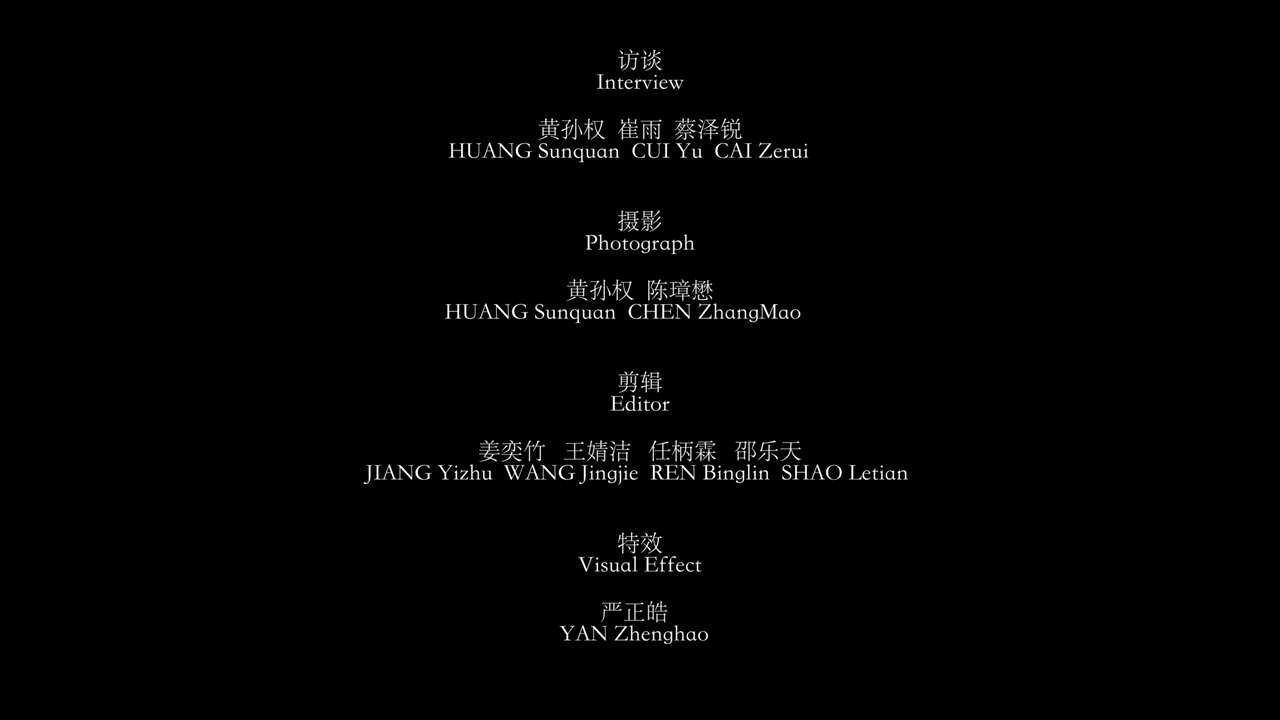 访谈
Interview
黄孙权 崔雨 蔡泽锐
HUANG Sunquan CUI Yu CAI Zerui
摄影
Photograph
黄孙权 陈璋懋
HUANG Sunquan CHEN ZhangMao
剪辑
Editor
姜奕竹 王婧洁 任柄霖 邵乐天
JIANG Yizhu WANG Jingjie REN Binglin SHAO Letian
特效
Visual Effect
严正皓
YAN Zhenghao